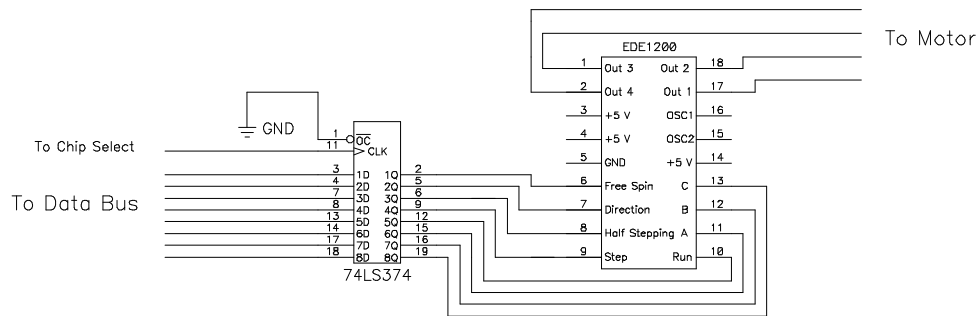 EDE1200
To Motor
1 Out 3 Out 2 18
2 Out 4 Out 1 17
3 +5 V OSC1 16
4 +5 V OSC2 15
5 GND +5 V 14
6 Free Spin C 13
7 Direction B 12
8 Half Stepping A 11
9 Step Run 10
GND
To Chip Select
To Data Bus
1 OC
11 CLK
3 1D 1Q 2
4 2D 2Q 5
7 3D 3Q 6
8 4D 4Q 9
13 5D 5Q 12
14 6D 6Q 15
17 7D 7Q 16
18 8D 8Q 19
74LS374